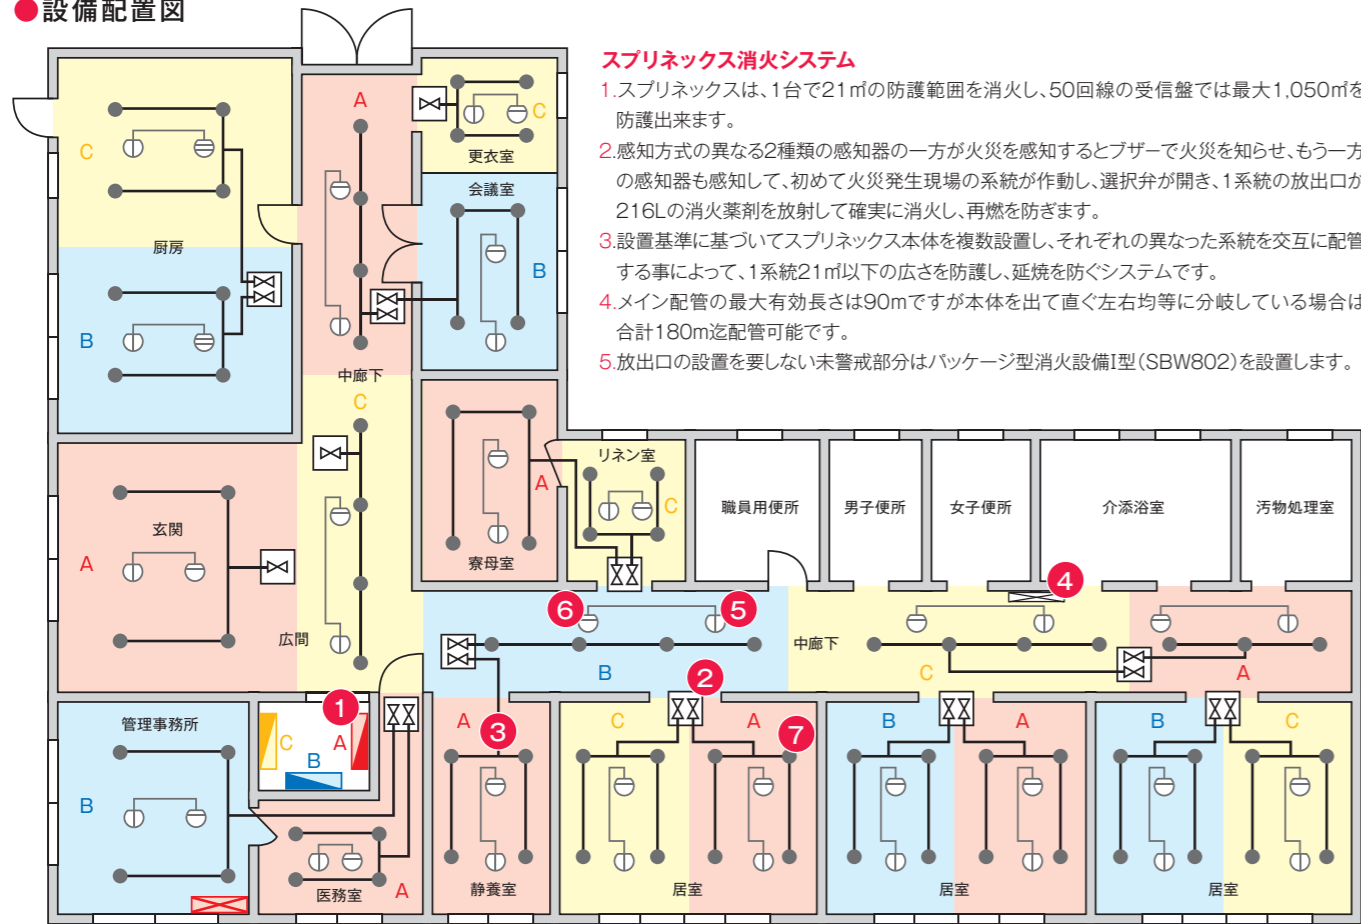 ●設備配置図
スプリネックス消火システム
1.スプリネックスは、1台で21㎡の防護範囲を消火し、50回線の受信盤では最大1,050㎡を
防護出来ます。
2.感知方式の異なる2種類の感知器の一方が火災を感知するとブザーで火災を知らせ、もう一方
の感知器も感知して、初めて火災発生現場の系統が作動し、選択弁が開き、1系統の放出口が
216Lの消火薬剤を放射して確実に消火し、再燃を防ぎます。
3.設置基準に基づいてスプリネックス本体を複数設置し、それぞれの異なった系統を交互に配管
する事によって、1系統21㎡以下の広さを防護し、延焼を防ぐシステムです。
4.メイン配管の最大有効長さは90mですが本体を出て直ぐ左右均等に分岐している場合は
合計180m迄配管可能です。
5.放出口の設置を要しない未警戒部分はパッケージ型消火設備I型(SBW802)を設置します。
C
厨房
B
A
中廊下
C
C
更衣室
会議室
B
A
玄関
広間
A
寮母室
リネン室
C
職員用便所
男子便所
女子便所
介添浴室
汚物処理室
6
5
4
B
中廊下
C
A
2
管理事務所
B
1
C
A
B
医務室
A
A
3
静養室
C
A
7
居室
B
A
居室
B
C
居室